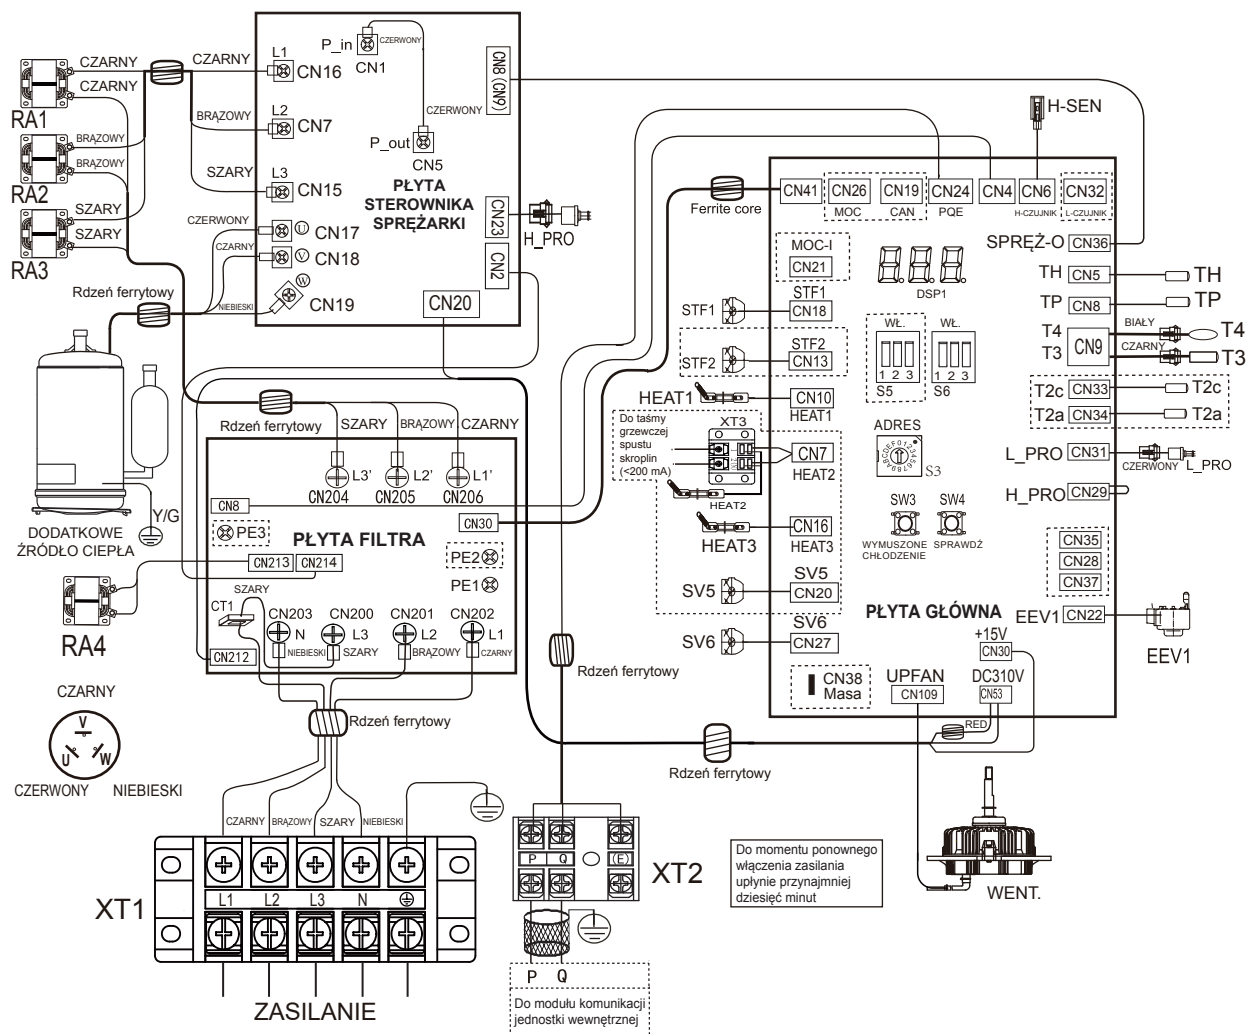 CZARNY
CZARNY
RA1
BRĄZOWY
BRĄZOWY
RA2
SZARY
SZARY
RA3
CZARNY
L1
CN16
BRĄZOWY
L2
CN7
SZARY
L3
CN15
CZERWONY
U
CN17
CZARNY
V
CN18
NIEBIESKI
W
CN19
P_in
CN1
CZERWONY
CZERWONY
P_out
CN5
PŁYTA
STEROWNIKA
SPRĘŻARKI
CN8 (CN9)
CN23
H_PRO
CN2
CN20
Rdzeń ferrytowy
Y/G
DODATKOWE
ŹRÓDŁO CIEPŁA
RA4
Rdzeń ferrytowy
SZARY
BRĄZOWY
CZARNY
L3'
L2'
L1'
CN204
CN205
CN206
CN8
CN30
PE3
PŁYTA FILTRA
PE2
CN213
CN214
PE1
SZARY
CT1
CN203
CN200
CN201
CN202
N
L3
L2
L1
NIEBIESKI
SZARY
BRĄZOWY
CZARNY
CN212
Rdzeń ferrytowy
CZARNY
V
U
W
CZERWONY
NIEBIESKI
CZARNY
BRĄZOWY
SZARY
NIEBIESKI
XT1
L1
L2
L3
N
ZASILANIE
Rdzeń ferrytowy
P
Q
(E)
XT2
P
Q
Do modułu komunikacji
jednostki wewnętrznej
Do momentu ponownego
włączenia zasilania
upłynie przynajmniej
dziesięć minut
Rdzeń ferrytowy
WENT.
Ferrite core
H-SEN
CN41
CN26
CN19
CN24
CN4
CN6
CN32
MOC
CAN
PQE
H-CZUJNIK
L-CZUJNIK
SPRĘŻ-O
CN36
MOC-I
CN21
DSP1
TH
CN5
TH
STF1
STF1
CN18
TP
CN8
TP
STF2
STF2
CN13
WŁ.
WŁ.
1 2 3
1 2 3
S5
S6
T4
T3
CN9
BIAŁY
T4
CZARNY
T3
HEAT1
CN10
HEAT1
T2c
CN33
T2c
T2a
CN34
T2a
Do taśmy
grzewczej
spustu
skroplin
(<200 mA)
XT3
CN7
HEAT2
HEAT2
ADRES
S3
L_PRO
CN31
CZERWONY
L_PRO
H_PRO
CN29
HEAT3
CN16
HEAT3
SW3
SW4
WYMUSZONE
CHŁODZENIE
SPRAWDŹ
CN35
CN28
CN37
SV5
SV5
CN20
PŁYTA GŁÓWNA
EEV1
CN22
EEV1
SV6
SV6
CN27
+15V
CN30
CN38
Masa
UPFAN
CN109
DC310V
CN53
RED